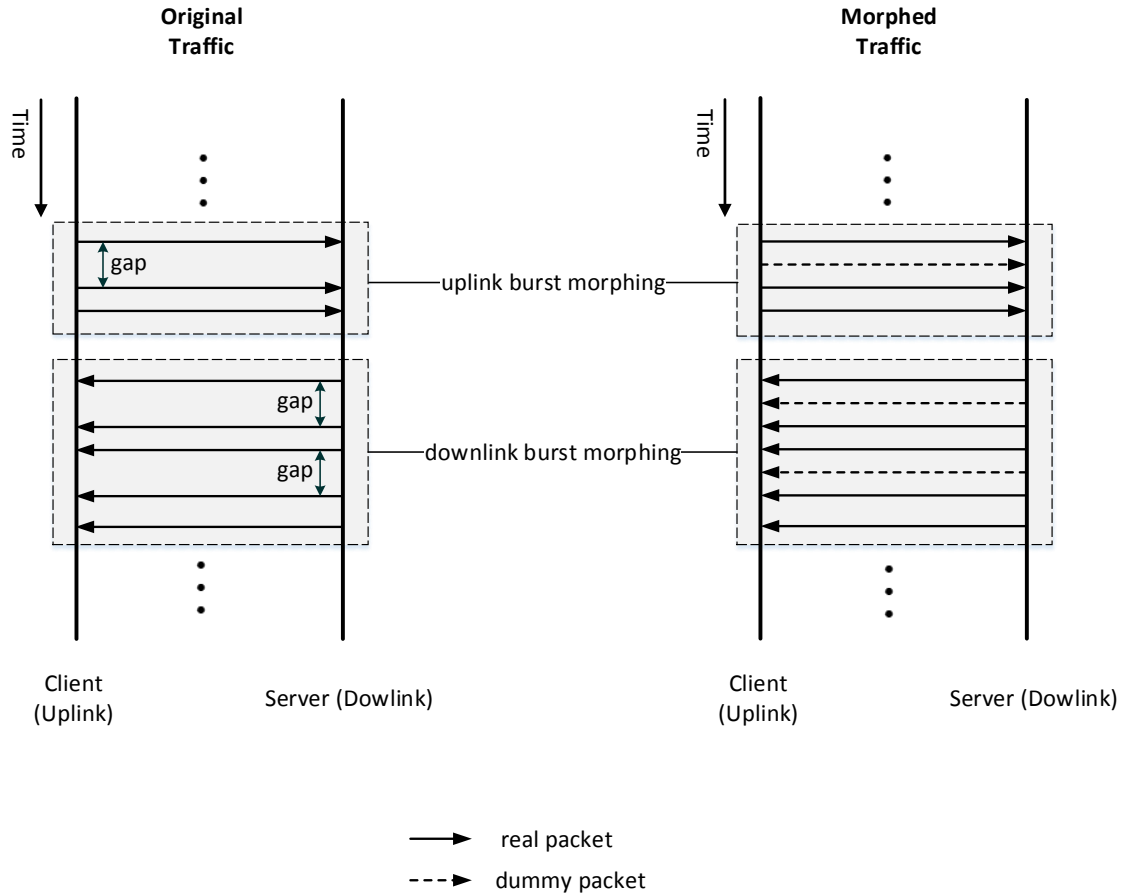 Original
Traffic
Morphed
Traffic
Time
Time
gap
uplink burst morphing
gap
downlink burst morphing
gap
Client
(Uplink)
Server (Dowlink)
Client
(Uplink)
Server (Dowlink)
real packet
dummy packet